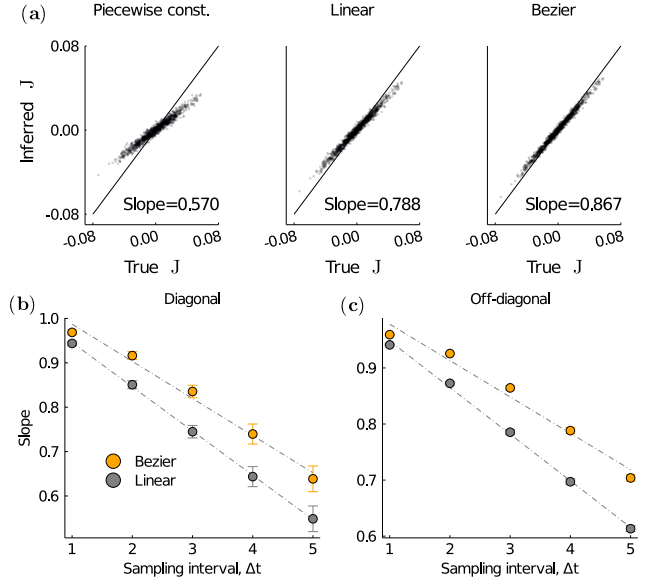 (a) Piecewise const. Linear Bezier
0.08
Inferred J
0.00
-0.08
Slope=0.570 Slope=0.788 Slope=0.867
-0.08 0.00 0.08 -0.08 0.00 0.08 -0.08 0.00 0.08
True J True J True J
(b) Diagonal
1.0
0.9
0.8
0.7
0.6
Slope
Bezier
Linear
1 2 3 4 5
Sampling interval, Δt
(c) Off-diagonal
0.9
0.8
0.7
0.6
1 2 3 4 5
Sampling interval, Δt